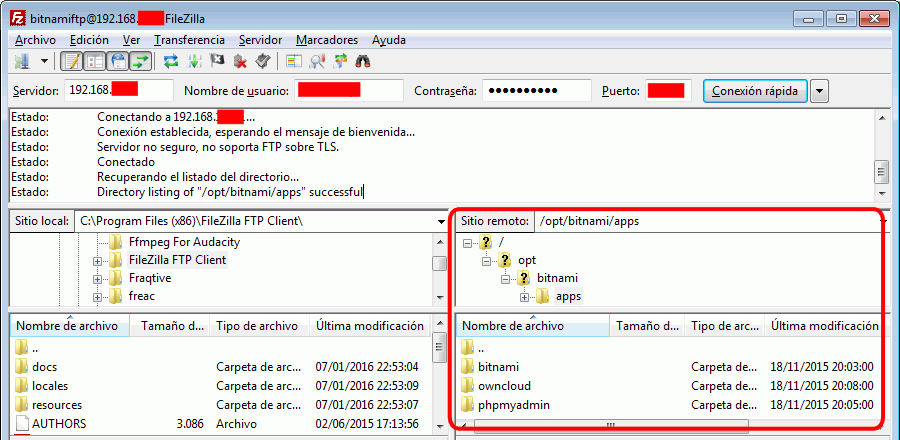 bitnamiftp@192.168. FileZilla
Archivo Edición Ver Transferencia Servidor Marcadores Ayuda
Servidor: 192.168. Nombre de usuario: Contraseña: ●●●●●●●●●● Puerto: Conexión rápida
Estado: Conectando a 192.168. ...
Estado: Conexión establecida, esperando el mensaje de bienvenida...
Estado: Servidor no seguro, no soporta FTP sobre TLS.
Estado: Conectado
Estado: Recuperando el listado del directorio...
Estado: Directory listing of "/opt/bitnami/apps" successful
Sitio local: C:\Program Files (x86)\FileZilla FTP Client\
Ffmpeg For Audacity
FileZilla FTP Client
Fraqtive
freac
Nombre de archivo Tamaño d... Tipo de archivo Última modificación
..
docs Carpeta de arc... 07/01/2016 22:53:04
locales Carpeta de arc... 07/01/2016 22:53:09
resources Carpeta de arc... 07/01/2016 22:53:07
AUTHORS 3.086 Archivo 02/06/2015 17:13:56
Sitio remoto: /opt/bitnami/apps
/
opt
bitnami
apps
Nombre de archivo Tamaño d... Tipo de arc... Última modificación
..
bitnami Carpeta de... 18/11/2015 20:03:00
owncloud Carpeta de... 18/11/2015 20:08:00
phpmyadmin Carpeta de... 18/11/2015 20:05:00